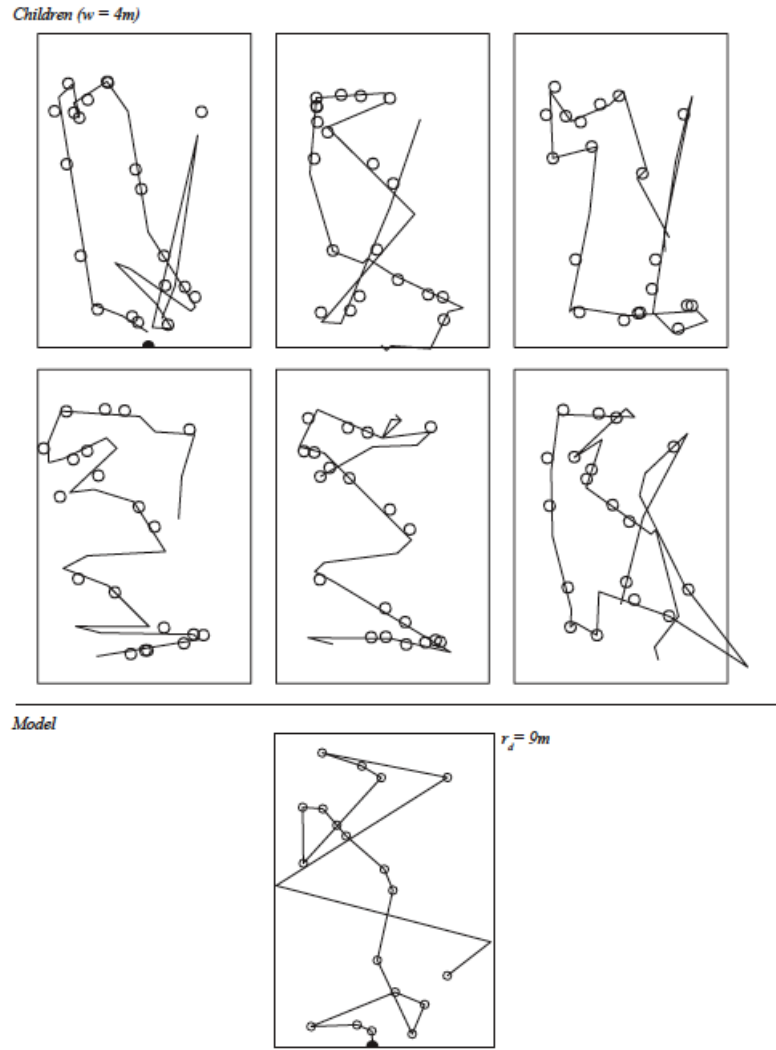 Children (w = 4m)
Model
r_d = 9m